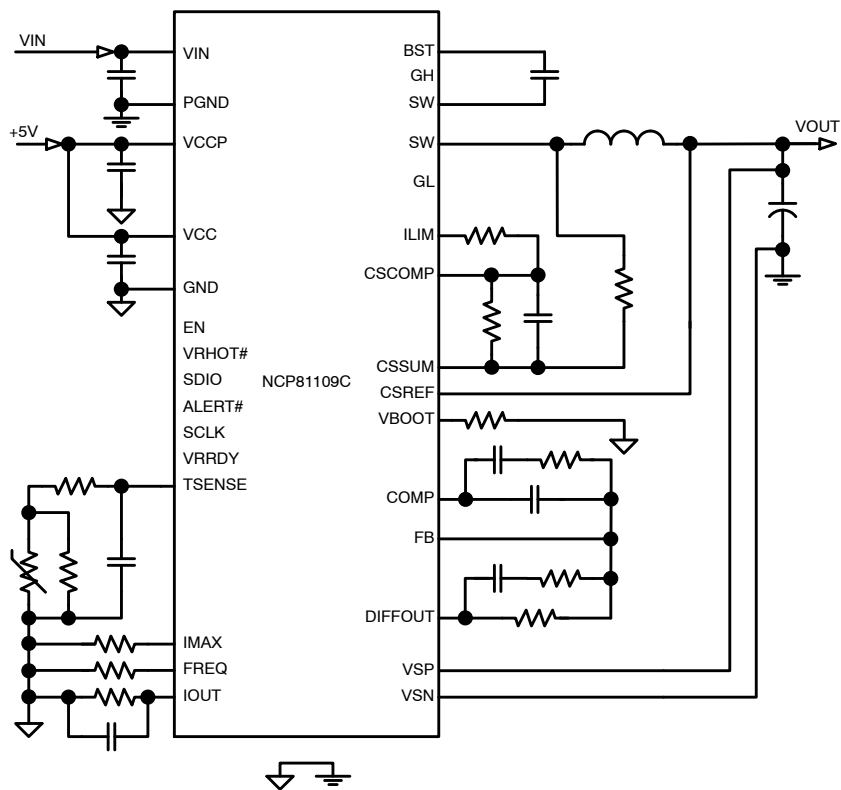 VIN
+5V
VIN
PGND
VCCP
VCC
GND
EN
VRHOT#
SDIO
ALERT#
SCLK
VRRDY
TSENSE
IMAX
FREQ
IOUT
NCP81109C
BST
GH
SW
SW
GL
ILIM
CSCOMP
CSSUM
CSREF
VBOOT
COMP
FB
DIFFOUT
VSP
VSN
VOUT